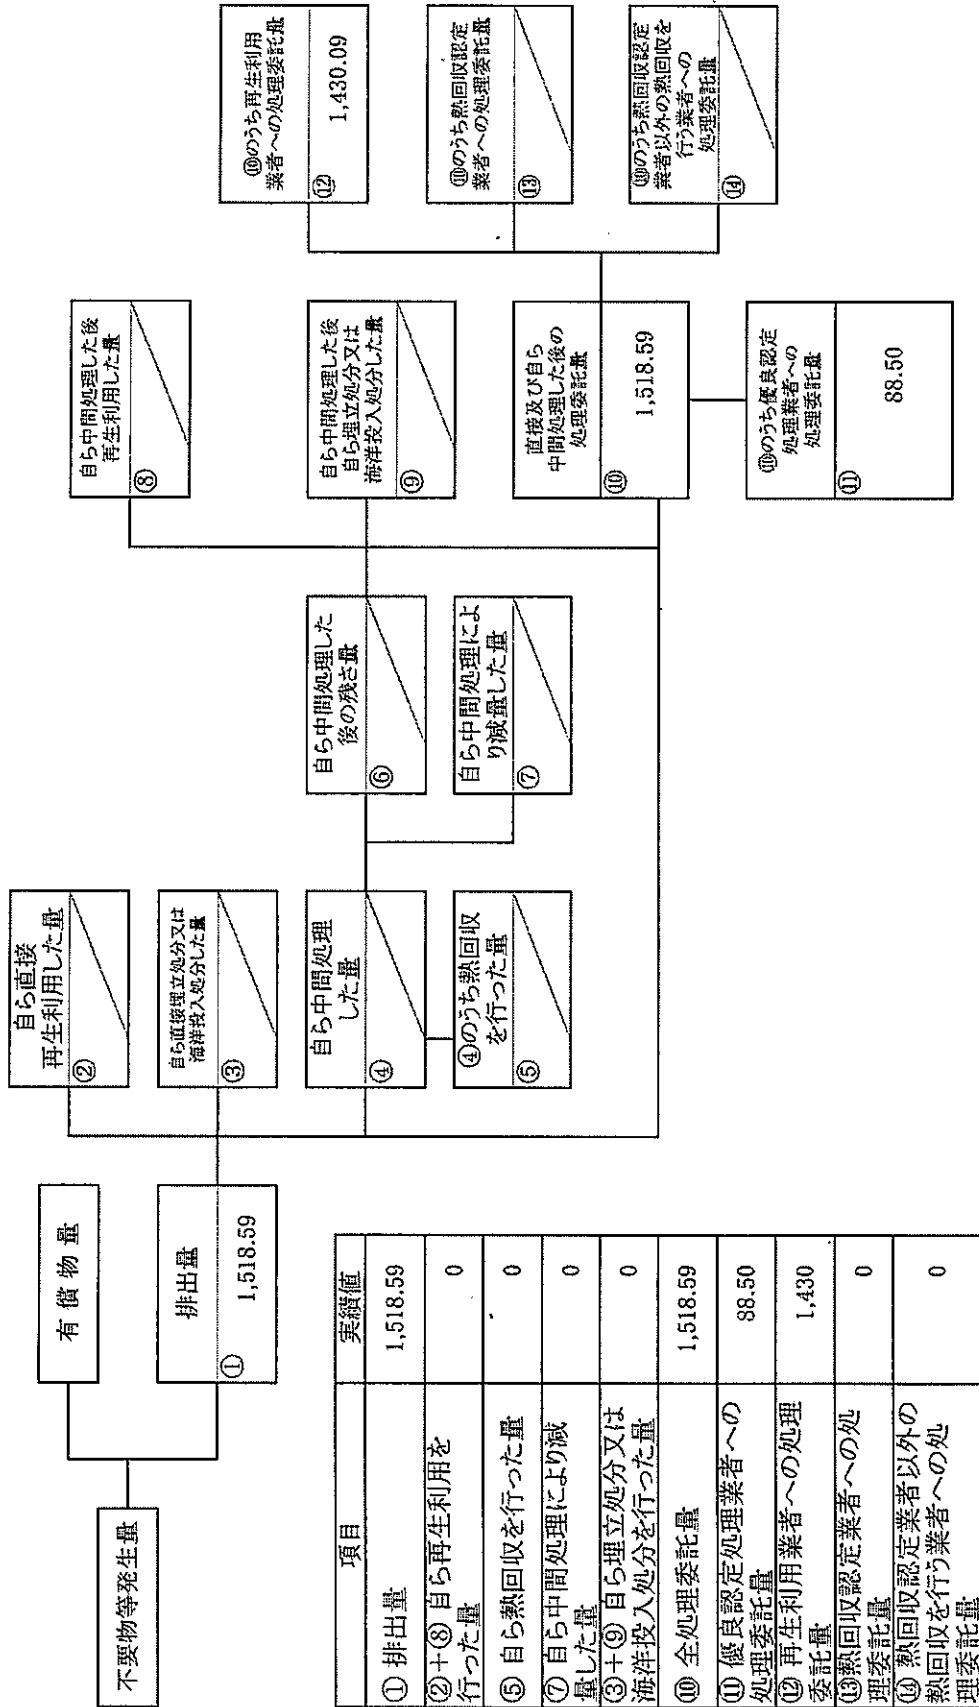 不要物等発生量
有償物量
排出量
①
1,518.59
自ら直接
再生利用した量
②
自ら直接埋立処分又は
海洋投入処分した量
③
自ら中間処理
した量
④
④のうち熱回収
を行った量
⑤
自ら中間処理した
後の残さ量
⑥
自ら中間処理によ
り減量した量
⑦
自ら中間処理した後
再生利用した量
⑧
自ら中間処理した後
自ら埋立処分又は
海洋投入処分した量
⑨
直接及び自ら
中間処理した後の
処理委託量
⑩
1,518.59
⑩のうち優良認定
処理業者への
処理委託量
⑪
88.50
⑩のうち再生利用
業者への処理委託量
⑫
1,430.09
⑩のうち熱回収認定
業者への処理委託量
⑬
⑩のうち熱回収認定
業者以外の熱回収を
行う業者への
処理委託量
⑭
項目 実績値
① 排出量 1,518.59
②+⑧ 自ら再生利用を
行った量 0
⑤ 自ら熱回収を行った量 0
⑦ 自ら中間処理により減
量した量 0
③+⑨ 自ら埋立処分又は
海洋投入処分を行った量 0
⑩ 全処理委託量 1,518.59
⑪ 優良認定処理業者への
処理委託量 88.50
⑫ 再生利用業者への処理
委託量 1,430
⑬熱回収認定業者への処
理委託量 0
⑭ 熱回収認定業者以外の
熱回収を行う業者への処
理委託量 0